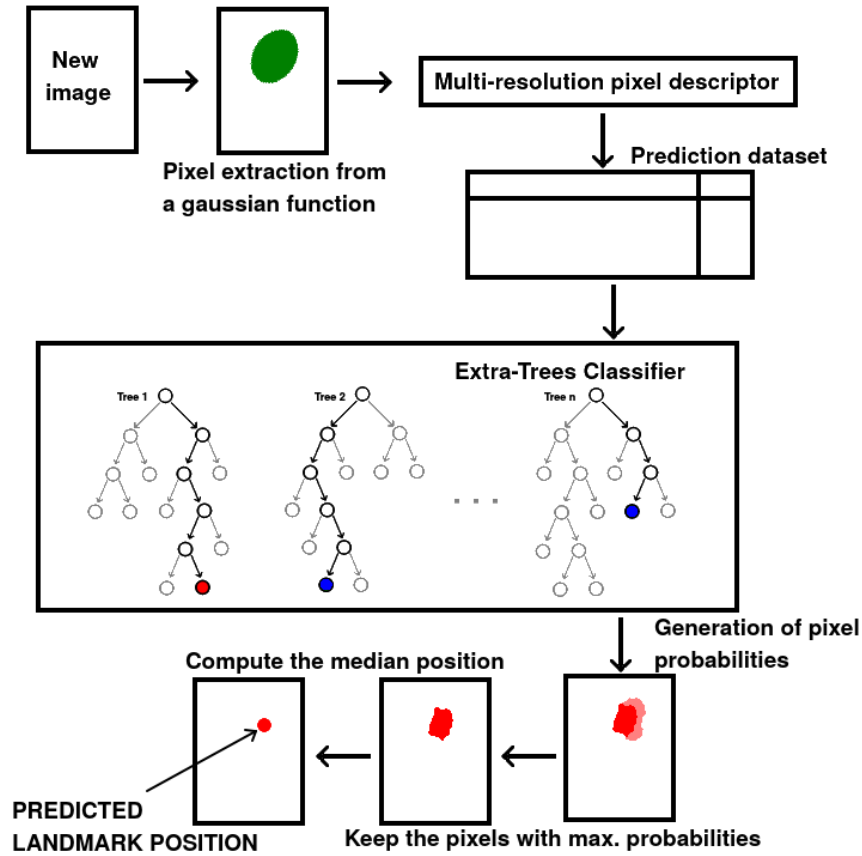 New
image
Pixel extraction from
a gaussian function
Multi-resolution pixel descriptor
Prediction dataset
Extra-Trees Classifier
Tree 1
Tree 2
Tree n
. . .
Generation of pixel
probabilities
Compute the median position
Keep the pixels with max. probabilities
PREDICTED
LANDMARK POSITION